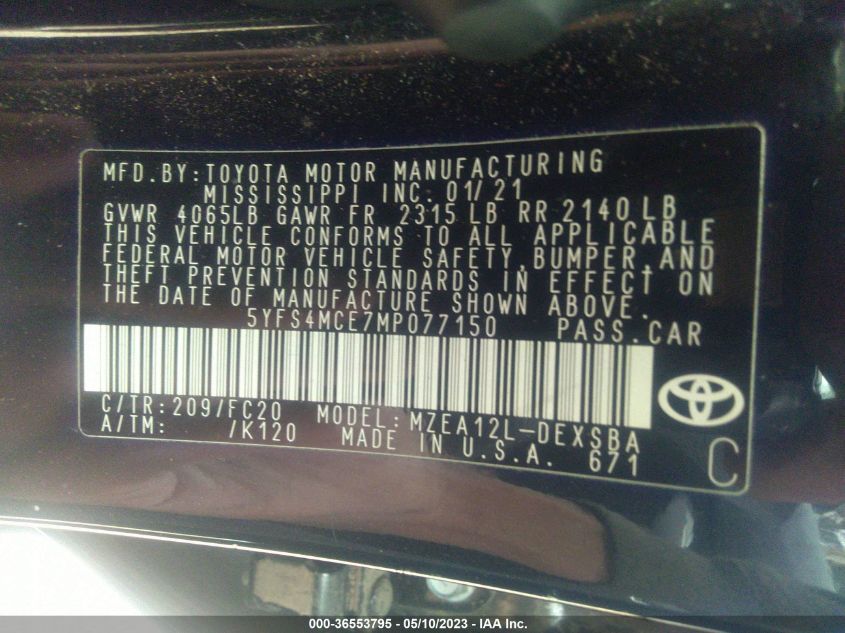 MFD.BY:TOYOTA MOTOR MANUFACTURING
MISSISSIPPI INC. 01/21
GVWR 4065LB GAWR FR 2315 LB RR 2140 LB
THIS VEHICLE CONFORMS TO ALL APPLICABLE
FEDERAL MOTOR VEHICLE SAFETY, BUMPER, AND
THEFT PREVENTION STANDARDS IN EFFECT ON
THE DATE OF MANUFACTURE SHOWN ABOVE.
5YFS4MCE7MP077150 PASS.CAR
C/TR:209/FC20 MODEL:MZEA12L-DEXSBA
A/TM: /K120 MADE IN U.S.A. 671
C
000-36553795 - 05/10/2023 - IAA Inc.